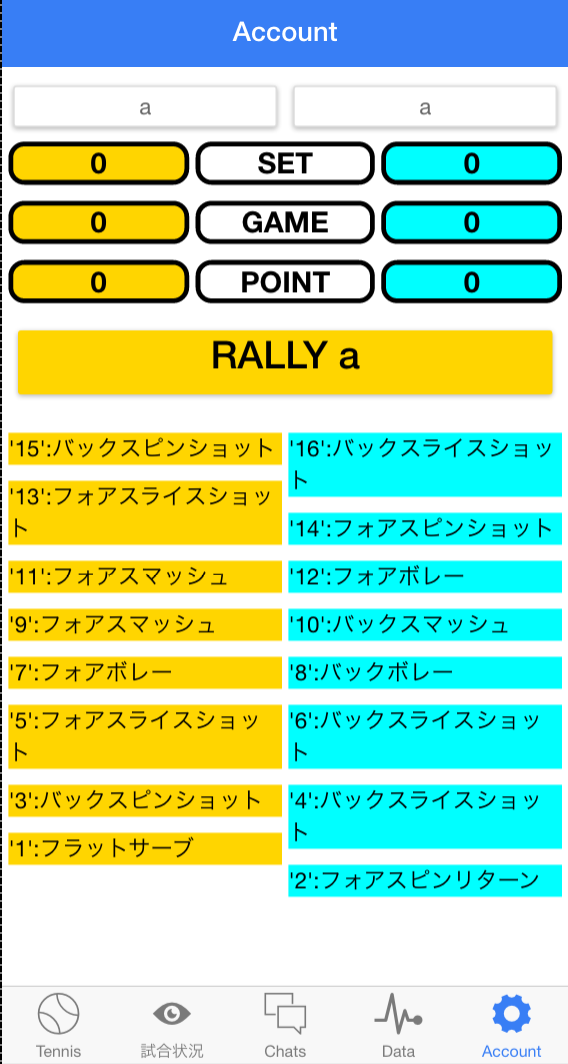 Account
a
a
0
SET
0
0
GAME
0
0
POINT
0
RALLY a
'15':バックスピンショット
'13':フォアスライスショッ
ト
'11':フォアスマッシュ
'9':フォアスマッシュ
'7':フォアボレー
'5':フォアスライスショッ
ト
'3':バックスピンショット
'1':フラットサーブ
'16':バックスライスショッ
ト
'14':フォアスピンショット
'12':フォアボレー
'10':バックスマッシュ
'8':バックボレー
'6':バックスライスショッ
ト
'4':バックスライスショッ
ト
'2':フォアスピンリターン
Tennis
試合状況
Chats
Data
Account